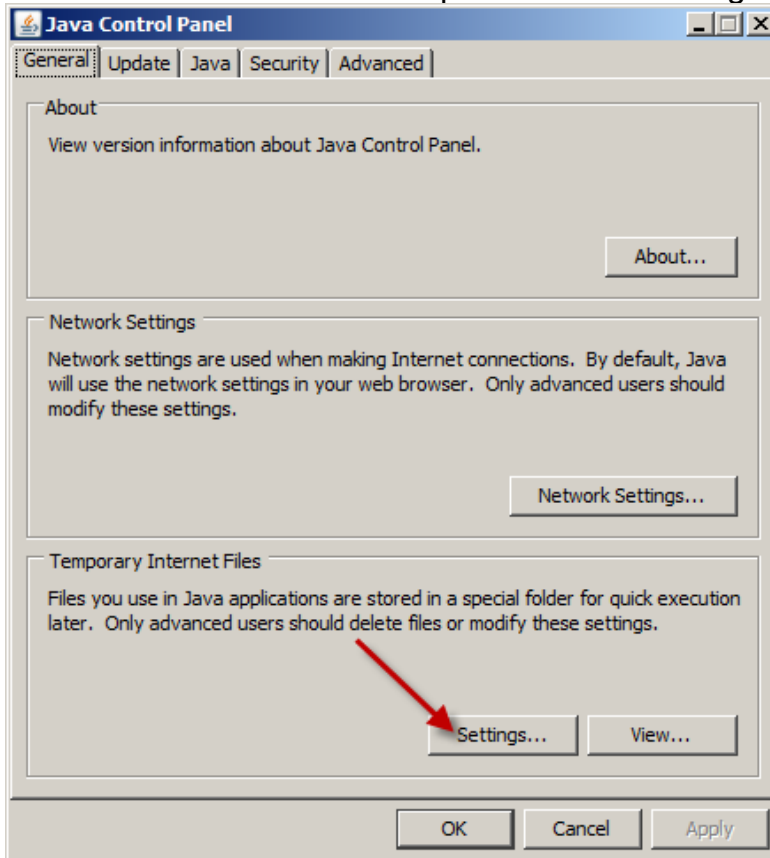 Java Control Panel
General Update Java Security Advanced
About
View version information about Java Control Panel.
About...
Network Settings
Network settings are used when making Internet connections. By default, Java
will use the network settings in your web browser. Only advanced users should
modify these settings.
Network Settings...
Temporary Internet Files
Files you use in Java applications are stored in a special folder for quick execution
later. Only advanced users should delete files or modify these settings.
Settings... View...
OK Cancel Apply